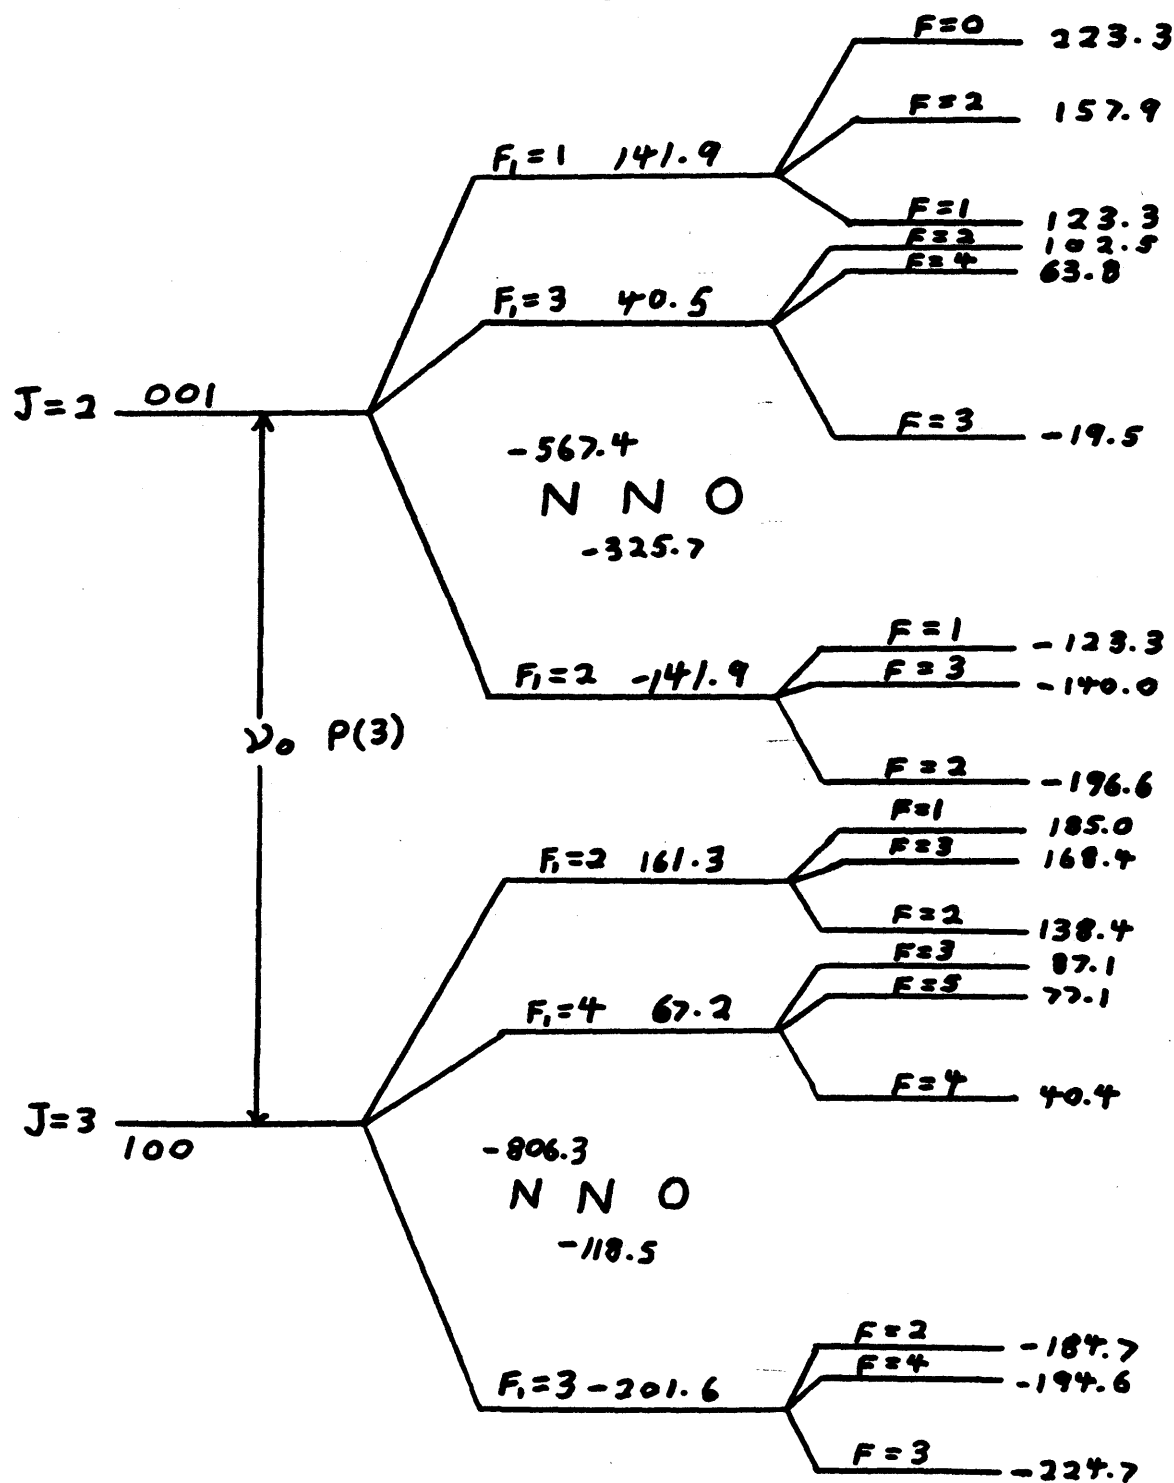 F=0 223.3
F=2 157.9
F₁=1 141.9
F=1 123.3
F=2 102.5
F=4 63.8
F₁=3 40.5
J=2 001
F=3 -19.5
-567.4
N N O
-325.7
F=1 -123.3
F₁=2 -141.9
F=3 -140.0
ν₀ P(3)
F=2 -196.6
F=1 185.0
F₁=2 161.3
F=3 168.4
F=2 138.4
F=3 87.1
F=5 77.1
F₁=4 67.2
F=4 40.4
J=3
100
-806.3
N N O
-118.5
F=2 -184.7
F₁=3 -201.6
F=4 -194.6
F=3 -224.7